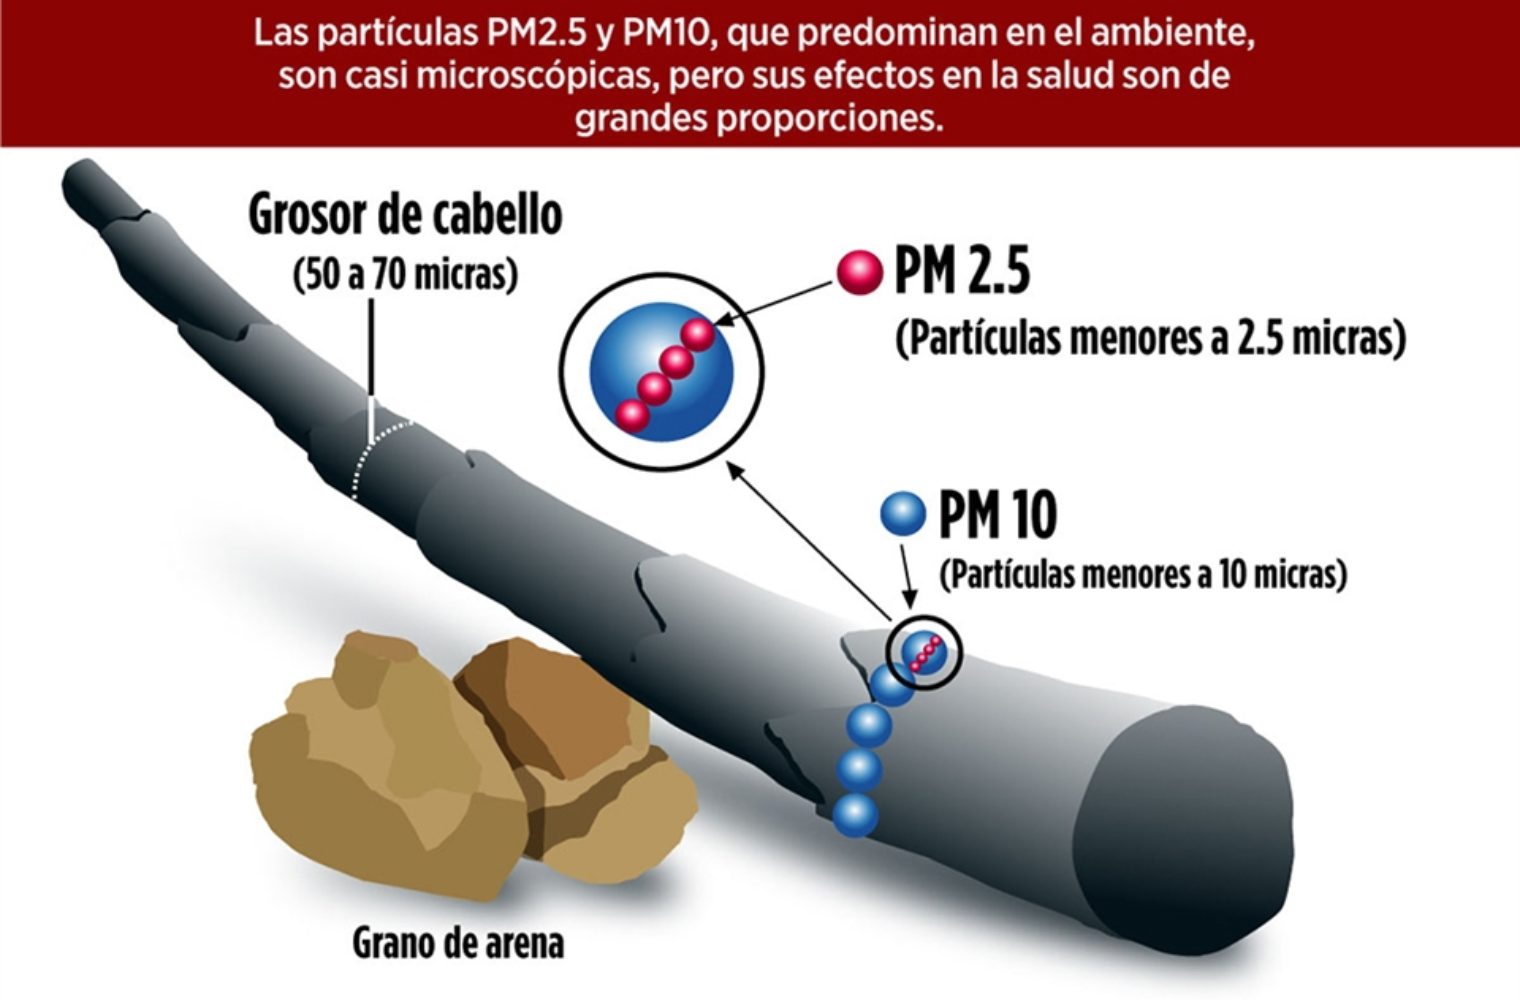 Las partículas PM2.5 y PM10, que predominan en el ambiente,
son casi microscópicas, pero sus efectos en la salud son de
grandes proporciones.
Grosor de cabello
(50 a 70 micras)
PM 2.5
(Partículas menores a 2.5 micras)
PM 10
(Partículas menores a 10 micras)
Grano de arena